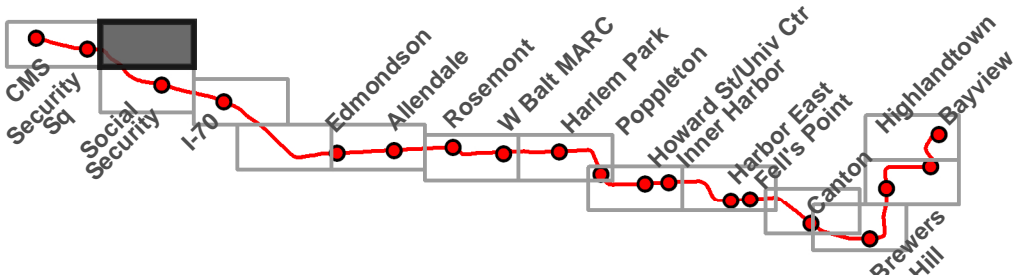 CMS
Security
Sq
Social
Security
I-70
Edmondson
Allendale
Rosemont
W Balt MARC
Harlem Park
Poppleton
Howard St/Univ Ctr
Inner Harbor
Harbor East
Fell's Point
Canton
Brewers
Hill
Highlandtown
Bayview